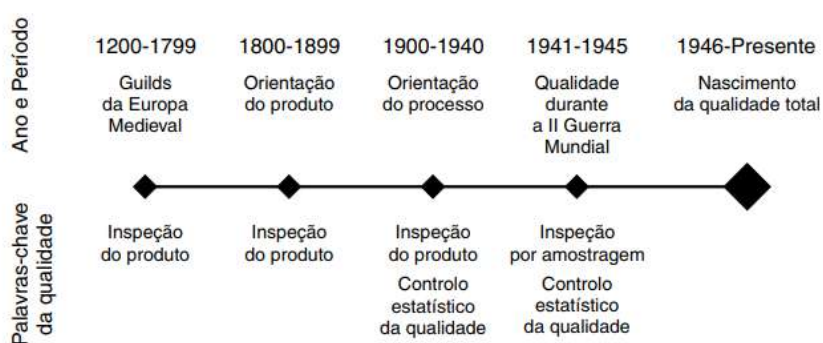 Ano e Período
1200-1799
Guilds
da Europa
Medieval
1800-1899
Orientação
do produto
1900-1940
Orientação
do processo
1941-1945
Qualidade
durante
a II Guerra
Mundial
1946-Presente
Nascimento
da qualidade total
Palavras-chave
da qualidade
Inspeção
do produto
Inspeção
do produto
Inspeção
do produto
Controlo
estatístico
da qualidade
Inspeção
por amostragem
Controlo
estatístico
da qualidade